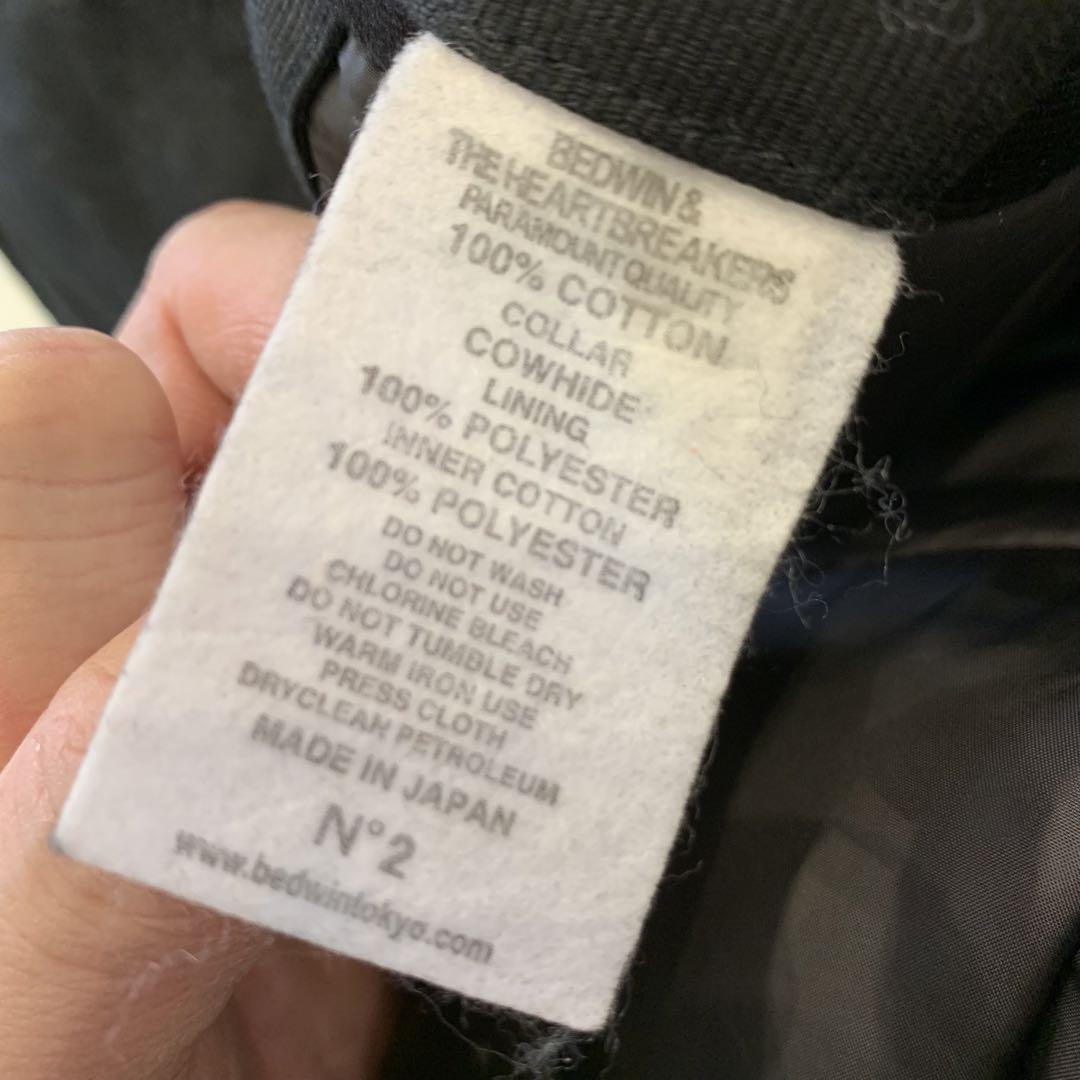 BEDWIN &
THE HEARTBREAKERS
PARAMOUNT QUALITY
100% COTTON
COLLAR
COWHIDE
LINING
100% POLYESTER
INNER COTTON
100% POLYESTER
DO NOT WASH
DO NOT USE
CHLORINE BLEACH
DO NOT TUMBLE DRY
WARM IRON USE
PRESS CLOTH
DRYCLEAN PETROLEUM
MADE IN JAPAN
N°2
www.bedwintokyo.com